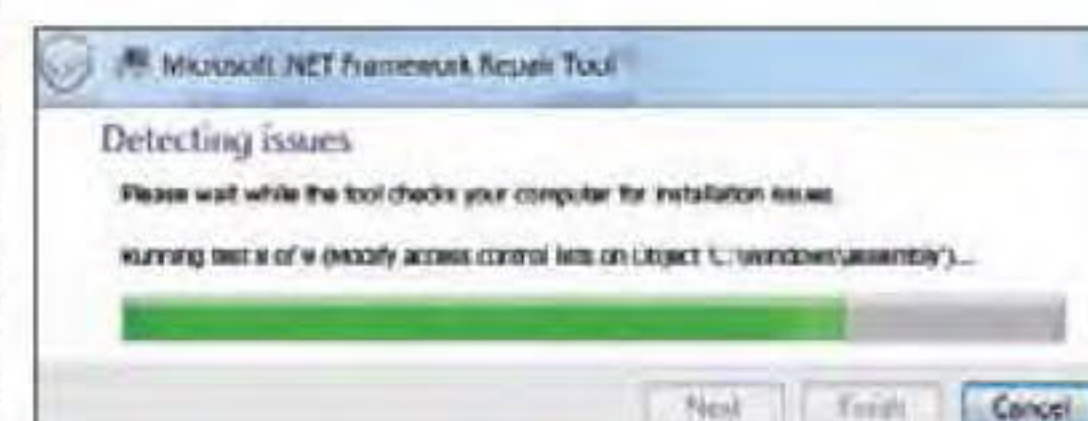 Microsoft .NET Framework Repair Tool
Detecting issues
Please wait while the tool checks your computer for installation issues.
Running test of (Modify access control lists on Object 'C:\windows\assembly')...
Next
Finish
Cancel